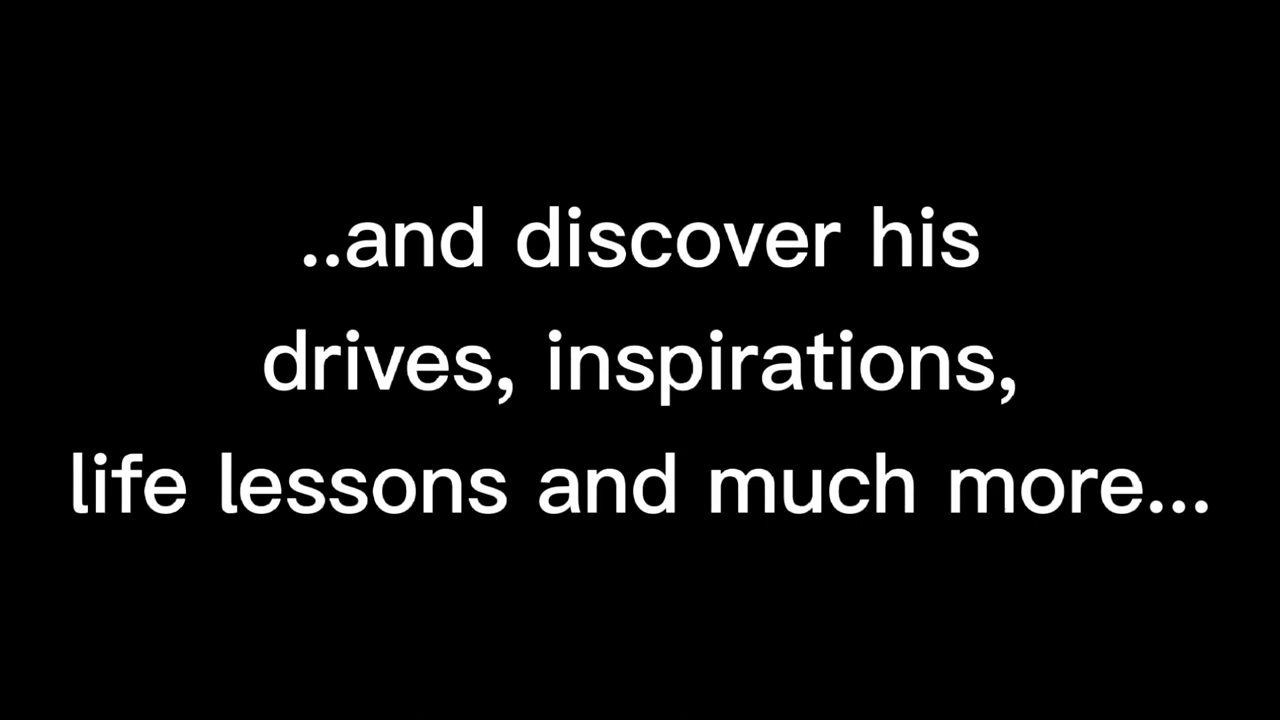 ..and discover his
drives, inspirations,
life lessons and much more...